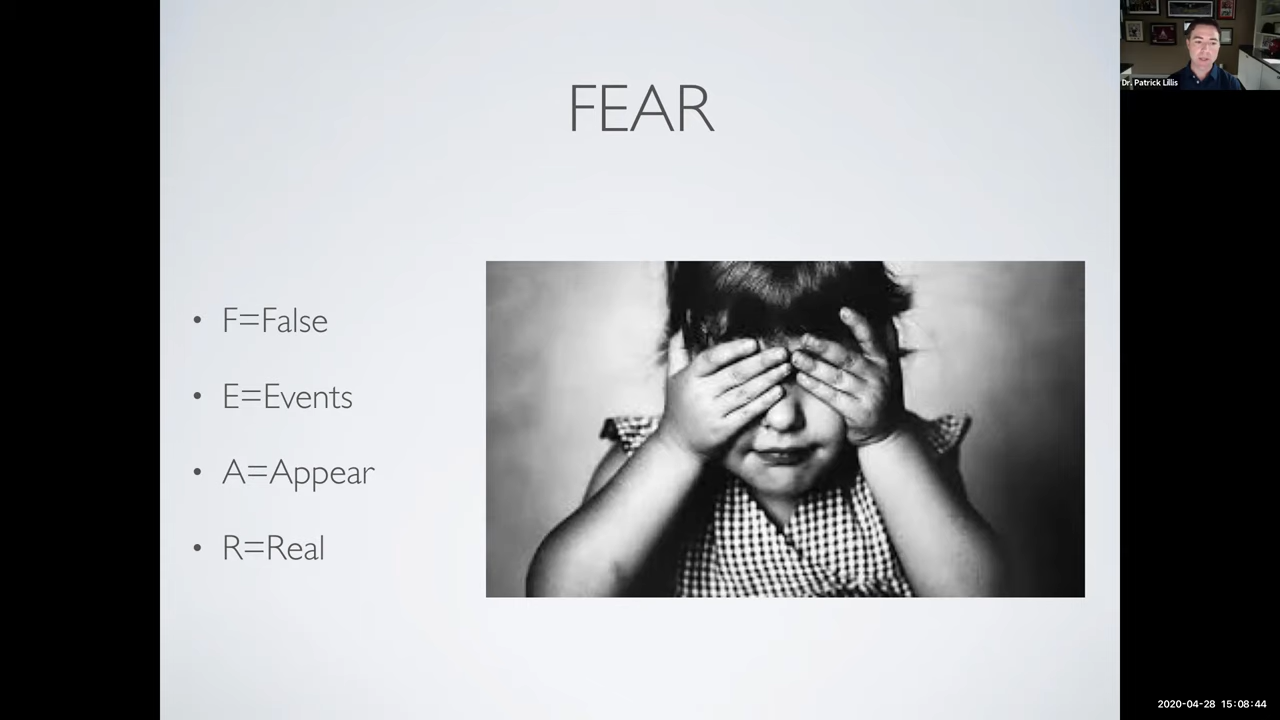 FEAR
• F=False
• E=Events
• A=Appear
• R=Real
Dr. Patrick Lillis
2020-04-28 15:08:44